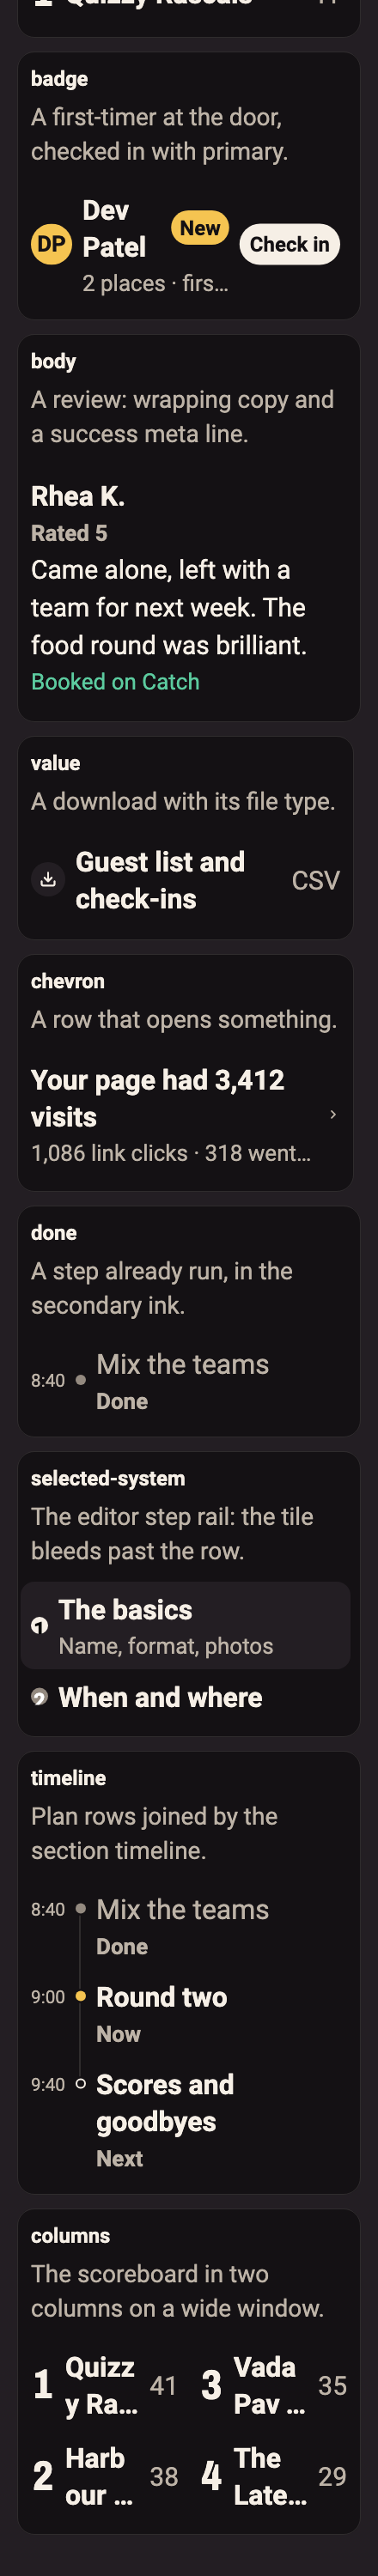 1 Quizzy Rascals 41
badge
A first-timer at the door,
checked in with primary.
DP Dev Patel New Check in
2 places · firs...
body
A review: wrapping copy and
a success meta line.
Rhea K.
Rated 5
Came alone, left with a
team for next week. The
food round was brilliant.
Booked on Catch
value
A download with its file type.
Guest list and
check-ins
CSV
chevron
A row that opens something.
Your page had 3,412
visits
1,086 link clicks · 318 went...
done
A step already run, in the
secondary ink.
8:40 Mix the teams
Done
selected-system
The editor step rail: the tile
bleeds past the row.
1 The basics
Name, format, photos
2 When and where
timeline
Plan rows joined by the
section timeline.
8:40 Mix the teams
Done
9:00 Round two
Now
9:40 Scores and
goodbyes
Next
columns
The scoreboard in two
columns on a wide window.
1 Quizz
y Ra... 41
2 Harb
our ... 38
3 Vada
Pav ... 35
4 The
Late... 29